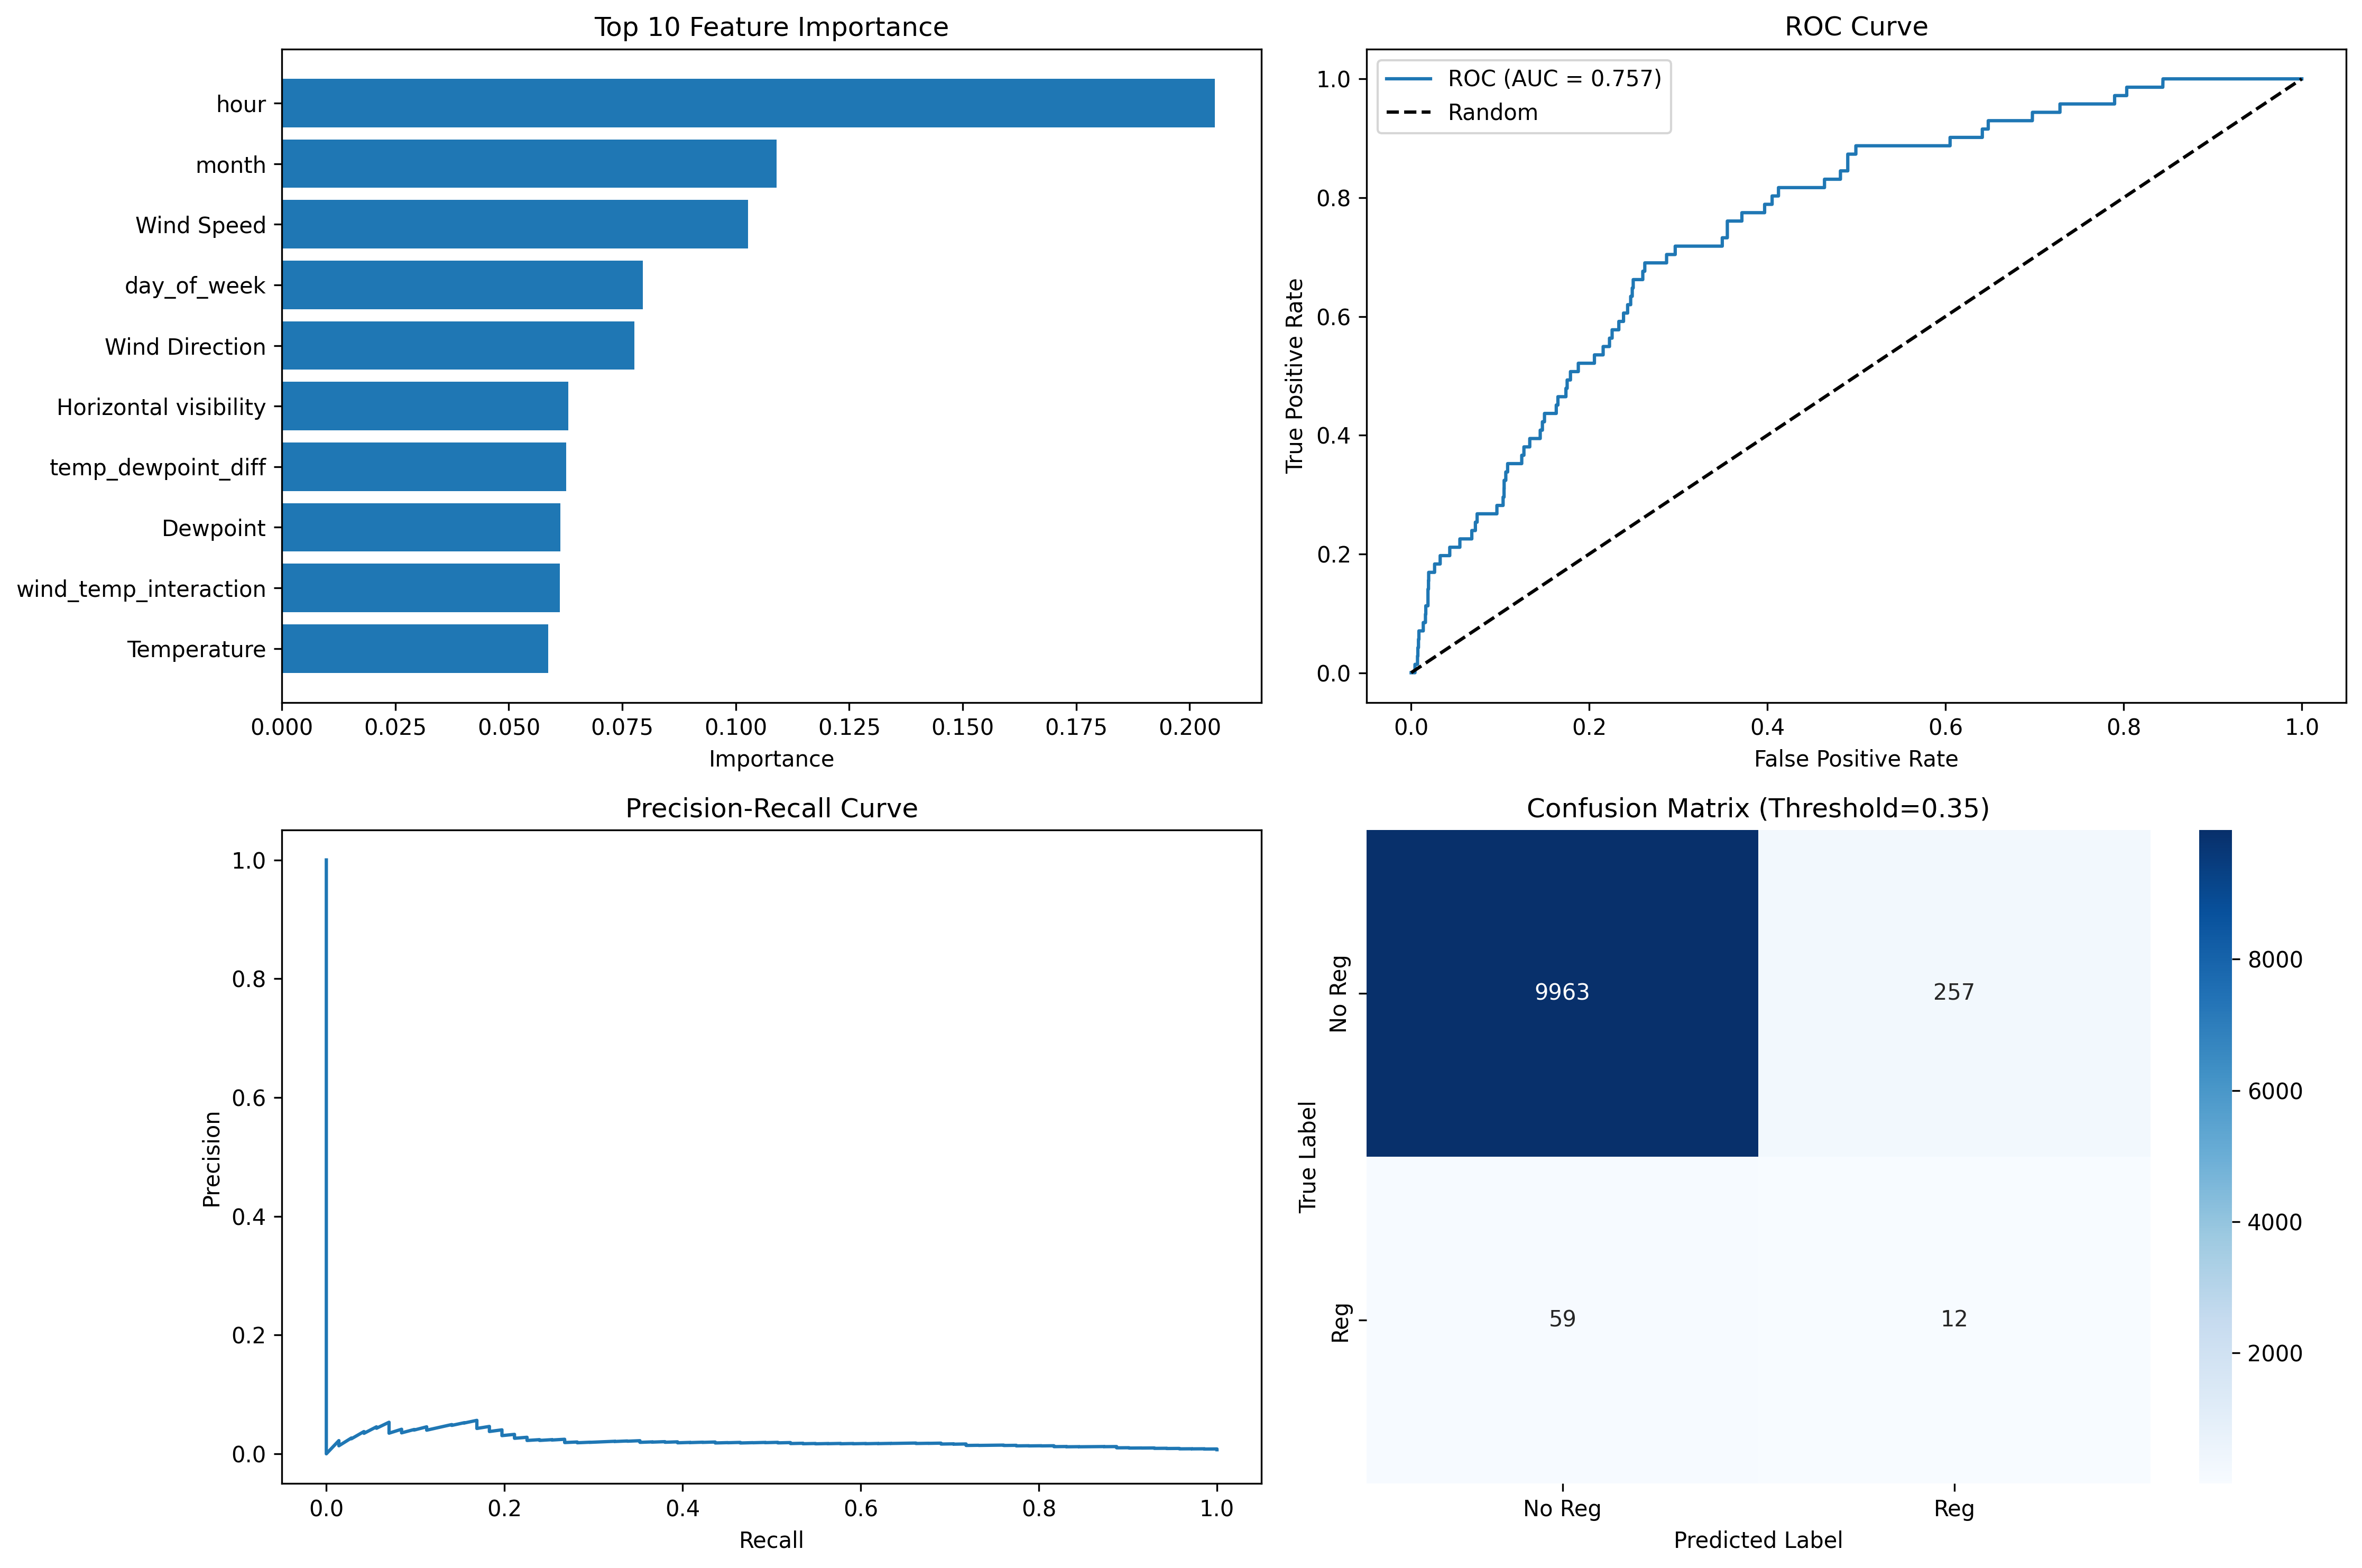 Top 10 Feature Importance
hour
month
Wind Speed
day_of_week
Wind Direction
Horizontal visibility
temp_dewpoint_diff
Dewpoint
wind_temp_interaction
Temperature
0.000 0.025 0.050 0.075 0.100 0.125 0.150 0.175 0.200
Importance
ROC Curve
ROC (AUC = 0.757)
Random
True Positive Rate
1.0
0.8
0.6
0.4
0.2
0.0
0.0 0.2 0.4 0.6 0.8 1.0
False Positive Rate
Precision-Recall Curve
Precision
1.0
0.8
0.6
0.4
0.2
0.0
0.0 0.2 0.4 0.6 0.8 1.0
Recall
Confusion Matrix (Threshold=0.35)
True Label
No Reg
9963 257
Reg
59 12
No Reg Reg
Predicted Label
8000
6000
4000
2000